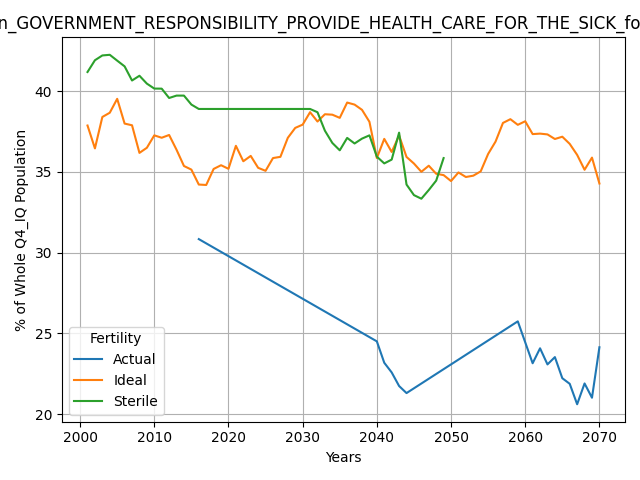 n_GOVERNMENT_RESPONSIBILITY_PROVIDE_HEALTH_CARE_FOR_THE_SICK_fo
% of Whole Q4_IQ Population
40
35
30
25
20
Fertility
Actual
Ideal
Sterile
2000 2010 2020 2030 2040 2050 2060 2070
Years